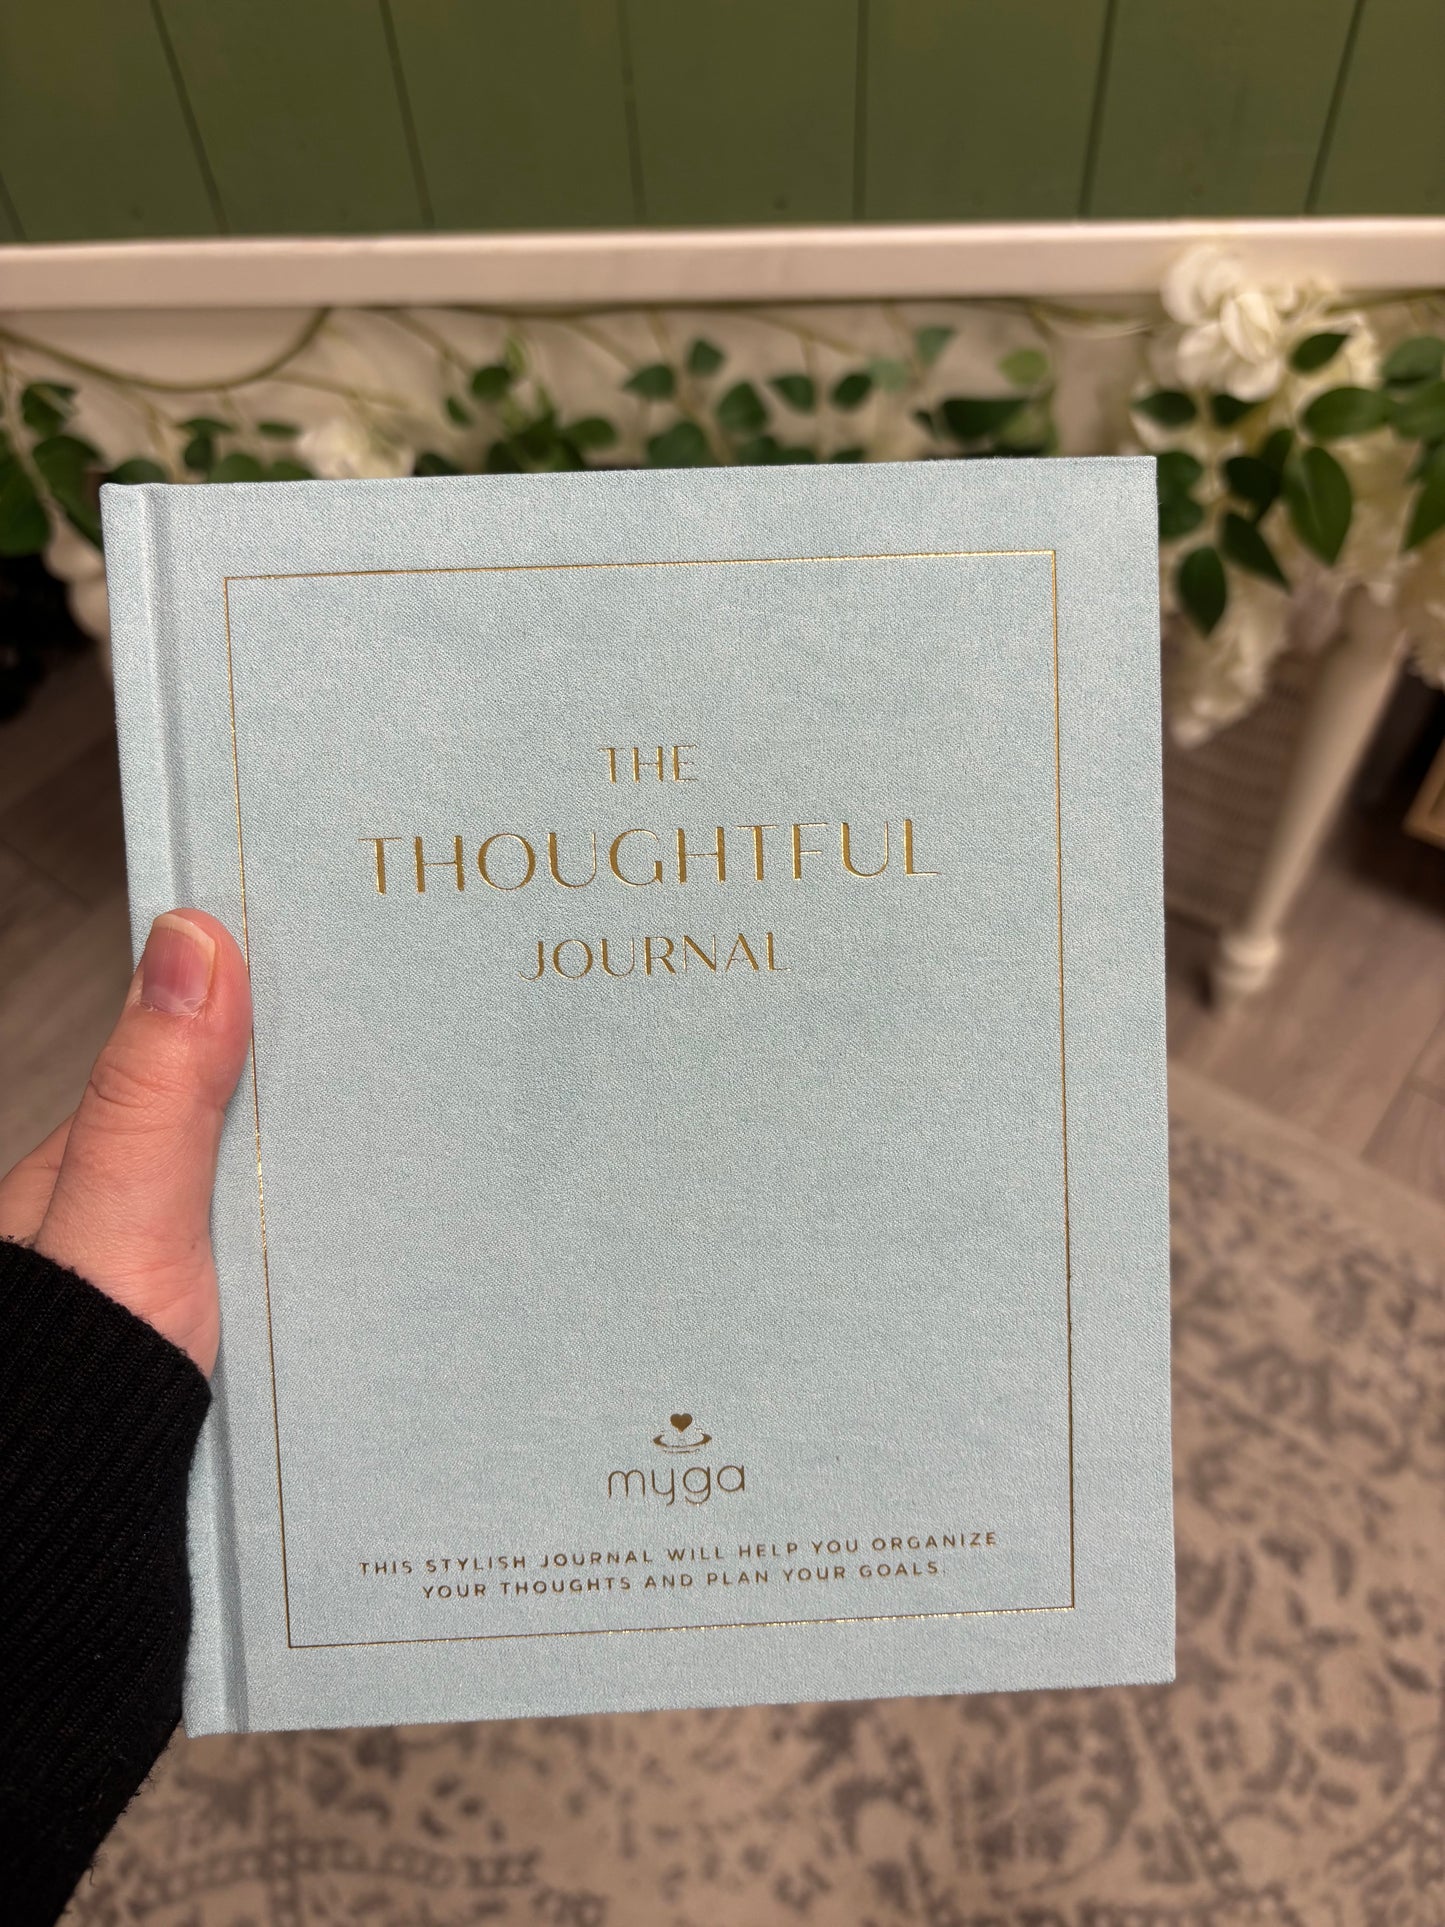 THE
THOUGHTFUL
JOURNAL
myga
THIS STYLISH JOURNAL WILL HELP YOU ORGANIZE
YOUR THOUGHTS AND PLAN YOUR GOALS.